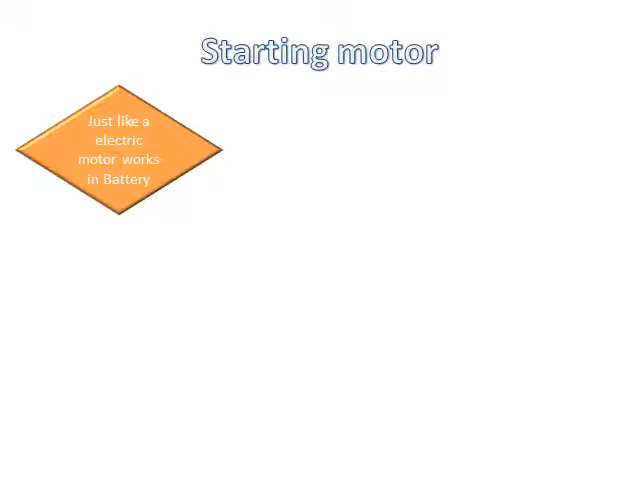 Starting motor
Just like a
electric
motor works
in Battery